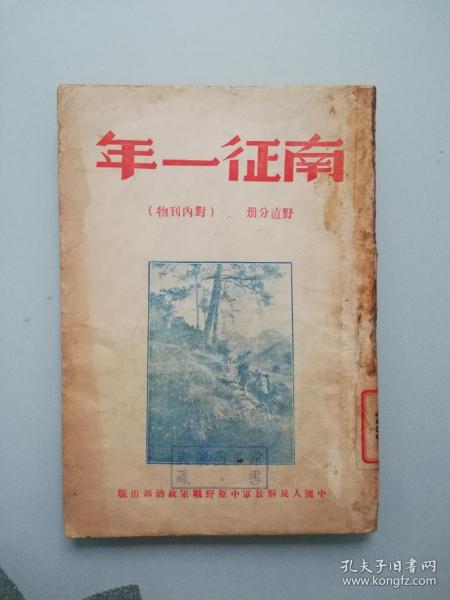 南征一年
野直分册 （對內刊物）
中國人民解放軍中原野戰軍政治部出版
孔夫子旧书网
www.kongfz.com